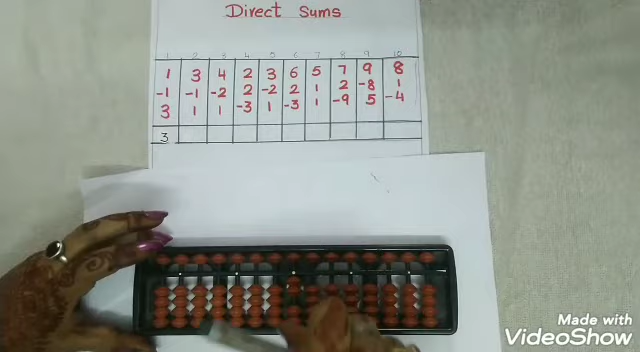 Direct Sums
1 2 3 4 5 6 7 8 9 10
1 3 4 2 3 6 5 7 9 8
-1 -1 -2 2 -2 2 1 2 -8 1
3 1 1 -3 1 -3 1 -9 5 -4
3
Made with
VideoShow